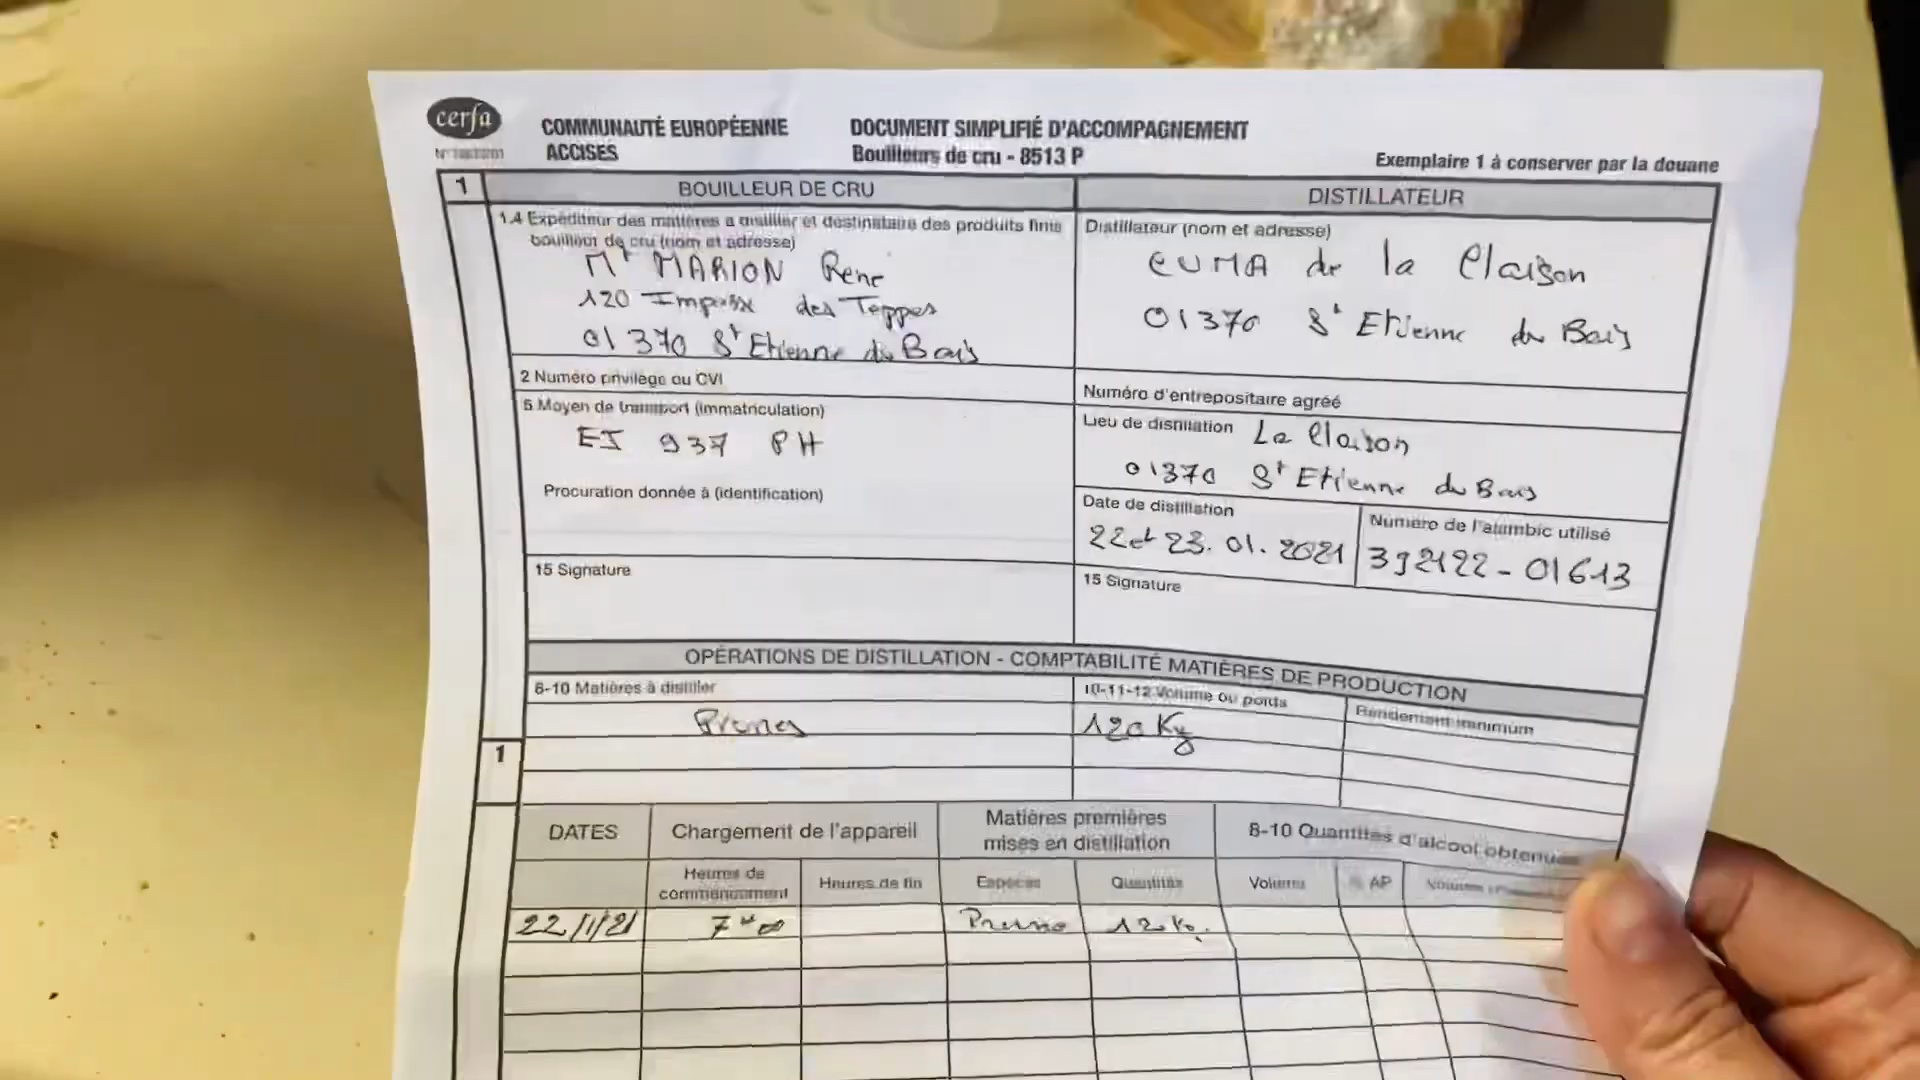 cerfa
COMMUNAUTÉ EUROPÉENNE
ACCISES
DOCUMENT SIMPLIFIÉ D'ACCOMPAGNEMENT
Bouilleurs de cru - 8513 P
Exemplaire 1 à conserver par la douane
1
BOUILLEUR DE CRU
1.4 Expéditeur des matières à distiller et destinataire des produits finis
bouilleur de cru (nom et adresse)
Mr MARION Rene
120 Impasse des Teppes
01370 St Etienne du Bois
2 Numéro privilège ou CVI
5 Moyen de transport (immatriculation)
EI 937 PH
Procuration donnée à (identification)
15 Signature
DISTILLATEUR
Distillateur (nom et adresse)
CUMA de la Claison
01370 St Etienne du Bois
Numéro d'entrepositaire agréé
Lieu de distillation La Claison
01370 St Etienne du Bois
Date de distillation
22 et 23.01.2021
Numéro de l'alambic utilisé
392122-01613
15 Signature
OPÉRATIONS DE DISTILLATION - COMPTABILITÉ MATIÈRES DE PRODUCTION
8-10 Matières à distiller
10-11-12 Volume ou poids
Rendement minimum
Prunes
120 Kg
1
DATES
Chargement de l'appareil
Matières premières
mises en distillation
8-10 Quantités d'alcool obtenues
Heures de
commencement
Heures de fin
Espèces
Quantités
Volume
% AP
Volume
22/1/21
Prune
120 Kg